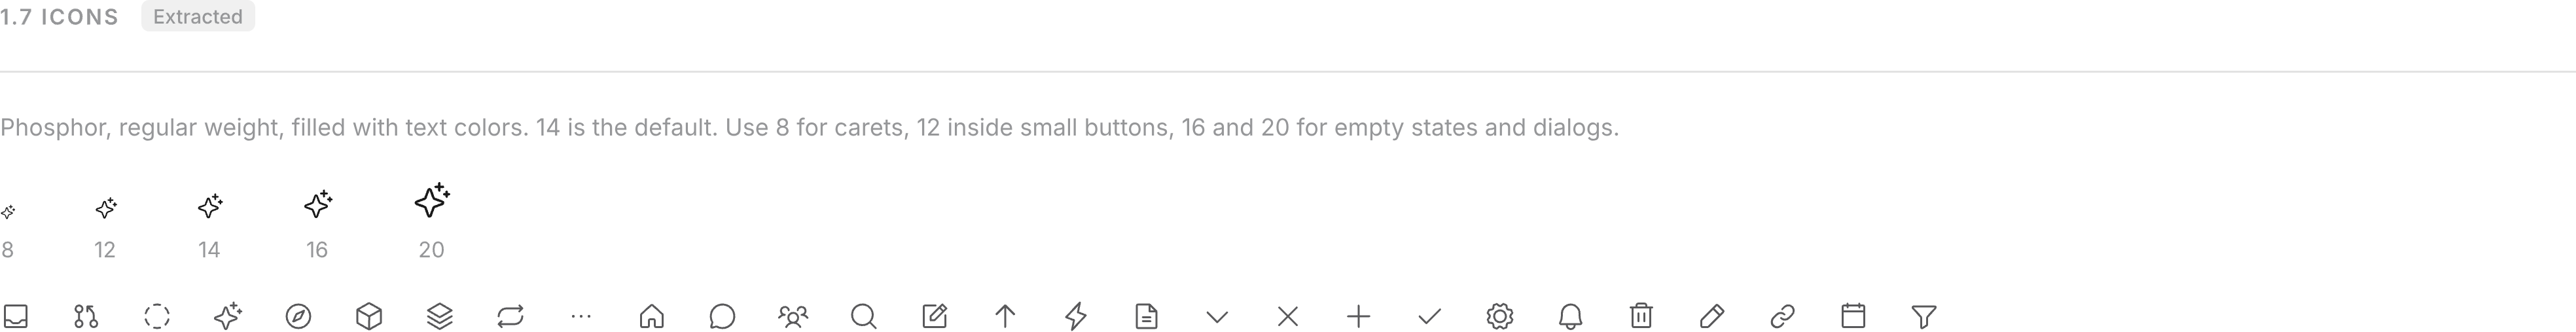 1.7 ICONS Extracted
Phosphor, regular weight, filled with text colors. 14 is the default. Use 8 for carets, 12 inside small buttons, 16 and 20 for empty states and dialogs.
8 12 14 16 20